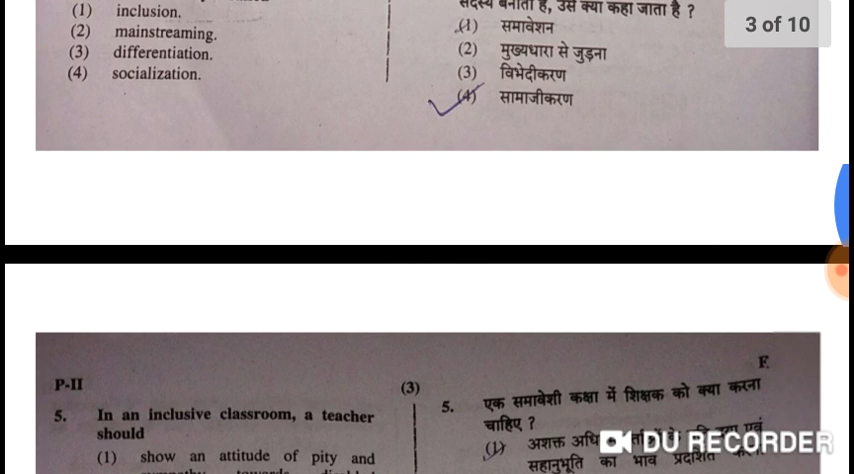 (1) inclusion.
(2) mainstreaming.
(3) differentiation.
(4) socialization.
सदस्य बनाता है, उसे क्या कहा जाता है ?
(1) समावेशन
(2) मुख्यधारा से जुड़ना
(3) विभेदीकरण
(4) सामाजीकरण
3 of 10
P-II
(3)
5. In an inclusive classroom, a teacher
should
(1) show an attitude of pity and
5. एक समावेशी कक्षा में शिक्षक को क्या करना
चाहिए ?
(1) अशक्त एवं
सहानुभूति का भाव प्रदर्शित
DU RECORDER